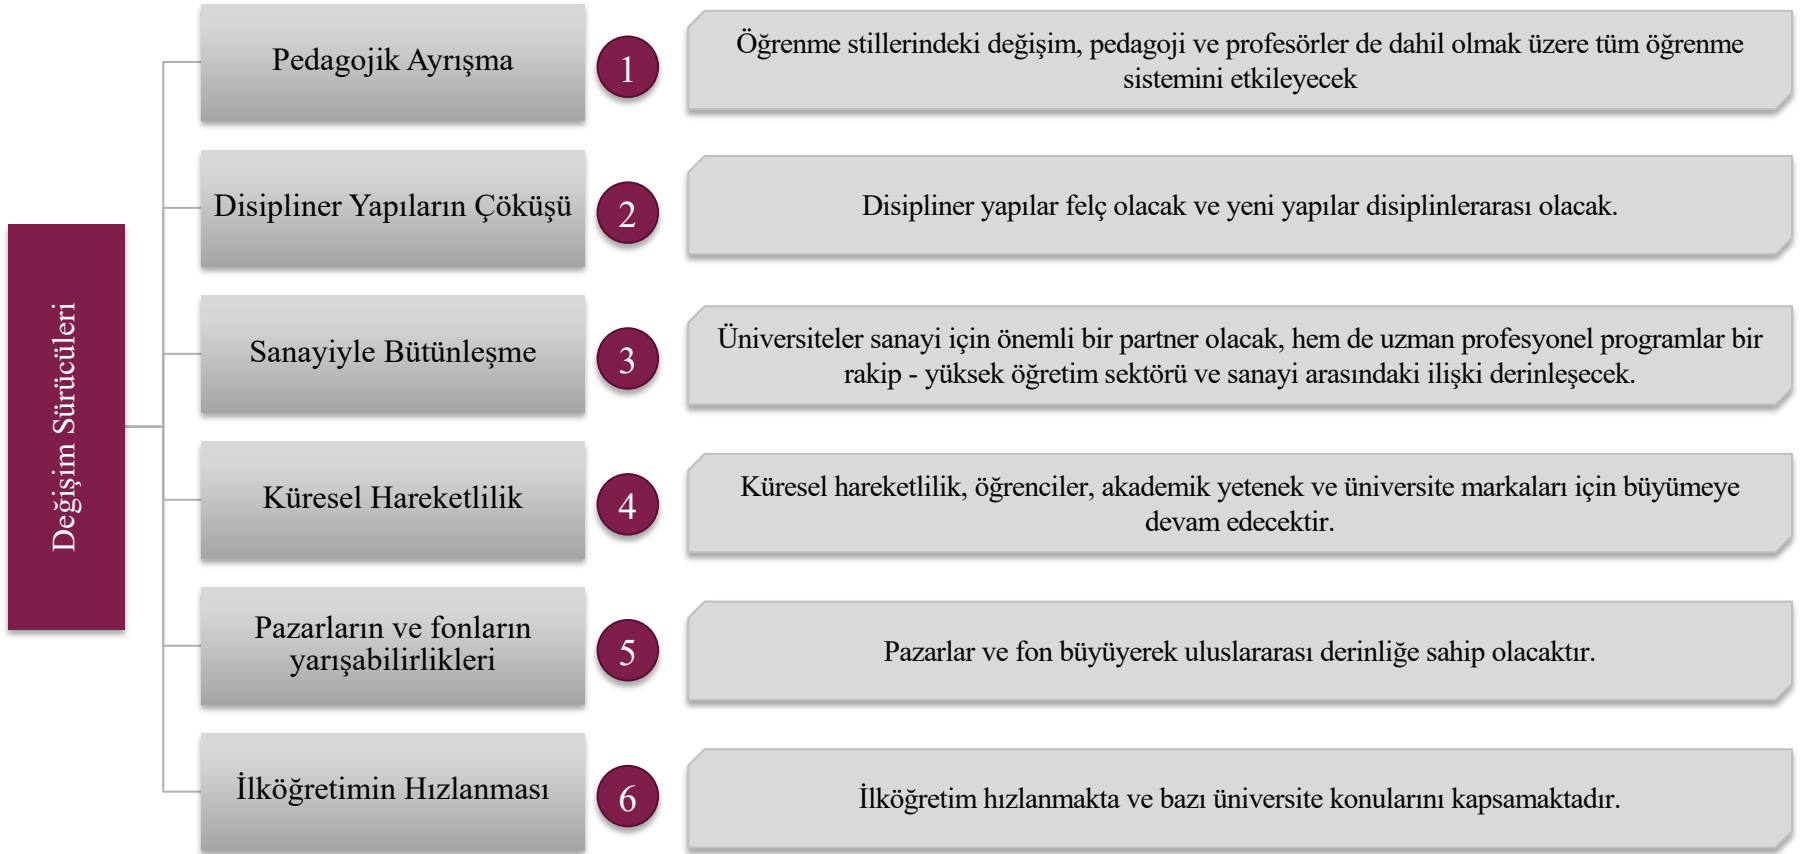 Değişim Sürücüleri
Pedagojik Ayrışma
1
Öğrenme stillerindeki değişim, pedagoji ve profesörler de dahil olmak üzere tüm öğrenme
sistemini etkileyecek
Disipliner Yapıların Çöküşü
2
Disipliner yapılar felç olacak ve yeni yapılar disiplinlerarası olacak.
Sanayiyle Bütünleşme
3
Üniversiteler sanayi için önemli bir partner olacak, hem de uzman profesyonel programlar bir
rakip - yüksek öğretim sektörü ve sanayi arasındaki ilişki derinleşecek.
Küresel Hareketlilik
4
Küresel hareketlilik, öğrenciler, akademik yetenek ve üniversite markaları için büyümeye
devam edecektir.
Pazarların ve fonların
yarışabilirlikleri
5
Pazarlar ve fon büyüyerek uluslararası derinliğe sahip olacaktır.
İlköğretimin Hızlanması
6
İlköğretim hızlanmakta ve bazı üniversite konularını kapsamaktadır.